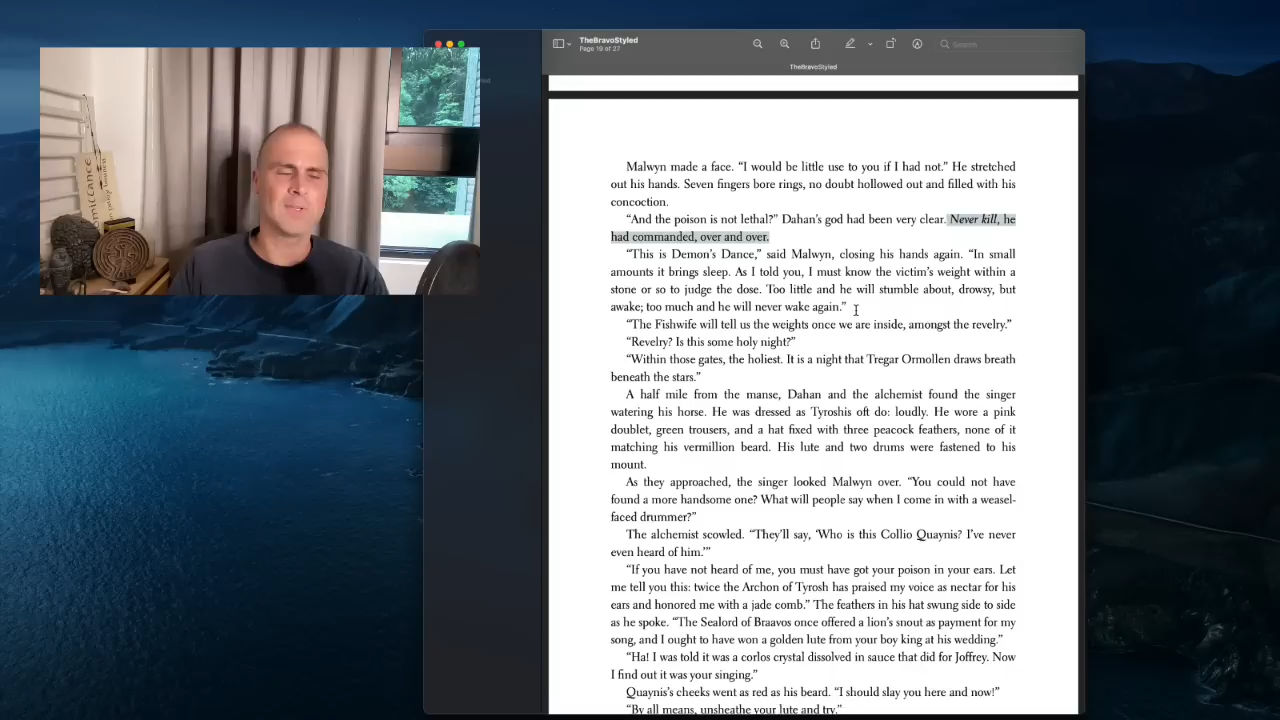 TheBravoStyled
Page 19 of 27
Search
TheBravoStyled
Malwyn made a face. “I would be little use to you if I had not.” He stretched
out his hands. Seven fingers bore rings, no doubt hollowed out and filled with his
concoction.
“And the poison is not lethal?” Dahan’s god had been very clear. Never kill, he
had commanded, over and over.
“This is Demon’s Dance,” said Malwyn, closing his hands again. “In small
amounts it brings sleep. As I told you, I must know the victim’s weight within a
stone or so to judge the dose. Too little and he will stumble about, drowsy, but
awake; too much and he will never wake again.”
“The Fishwife will tell us the weights once we are inside, amongst the revelry.”
“Revelry? Is this some holy night?”
“Within those gates, the holiest. It is a night that Tregar Ormollen draws breath
beneath the stars.”
A half mile from the manse, Dahan and the alchemist found the singer
watering his horse. He was dressed as Tyroshis oft do: loudly. He wore a pink
doublet, green trousers, and a hat fixed with three peacock feathers, none of it
matching his vermillion beard. His lute and two drums were fastened to his
mount.
As they approached, the singer looked Malwyn over. “You could not have
found a more handsome one? What will people say when I come in with a weasel-
faced drummer?”
The alchemist scowled. “They’ll say, ‘Who is this Collio Quaynis? I’ve never
even heard of him.’”
“If you have not heard of me, you must have got your poison in your ears. Let
me tell you this: twice the Archon of Tyrosh has praised my voice as nectar for his
ears and honored me with a jade comb.” The feathers in his hat swung side to side
as he spoke. “The Sealord of Braavos once offered a lion’s snout as payment for my
song, and I ought to have won a golden lute from your boy king at his wedding.”
“Ha! I was told it was a corlos crystal dissolved in sauce that did for Joffrey. Now
I find out it was your singing.”
Quaynis’s cheeks went as red as his beard. “I should slay you here and now!”
“By all means, unsheathe your lute and try.”